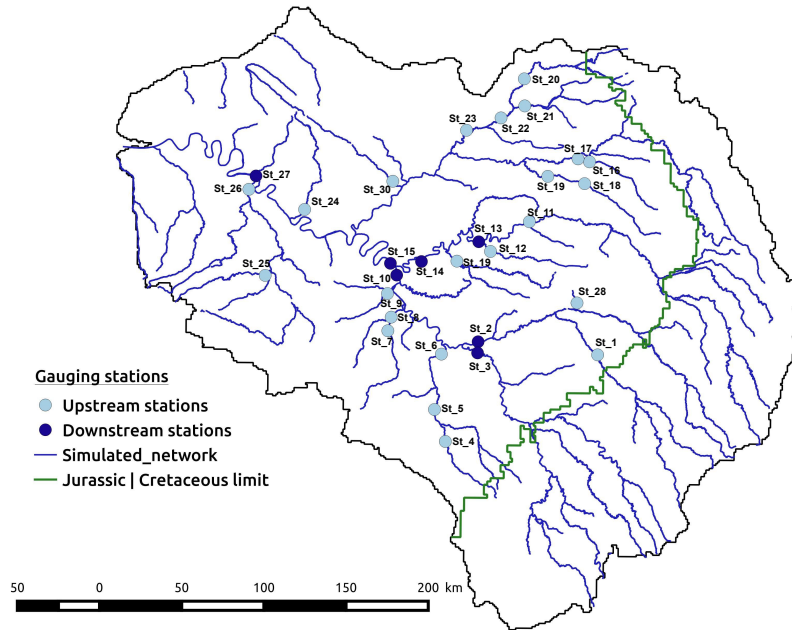 St_20
St_21
St_22
St_23
St_17
St_16
St_19
St_18
St_27
St_26
St_24
St_30
St_11
St_13
7
St_12
St_15
St_14
St_19
St_10
St_25
St_9
St_28
St_8
St_7
St_2
St_6
St_3
St_1
St_5
St_4
Gauging stations
Upstream stations
Downstream stations
Simulated_network
Jurassic | Cretaceous limit
50 0 50 100 150 200 km